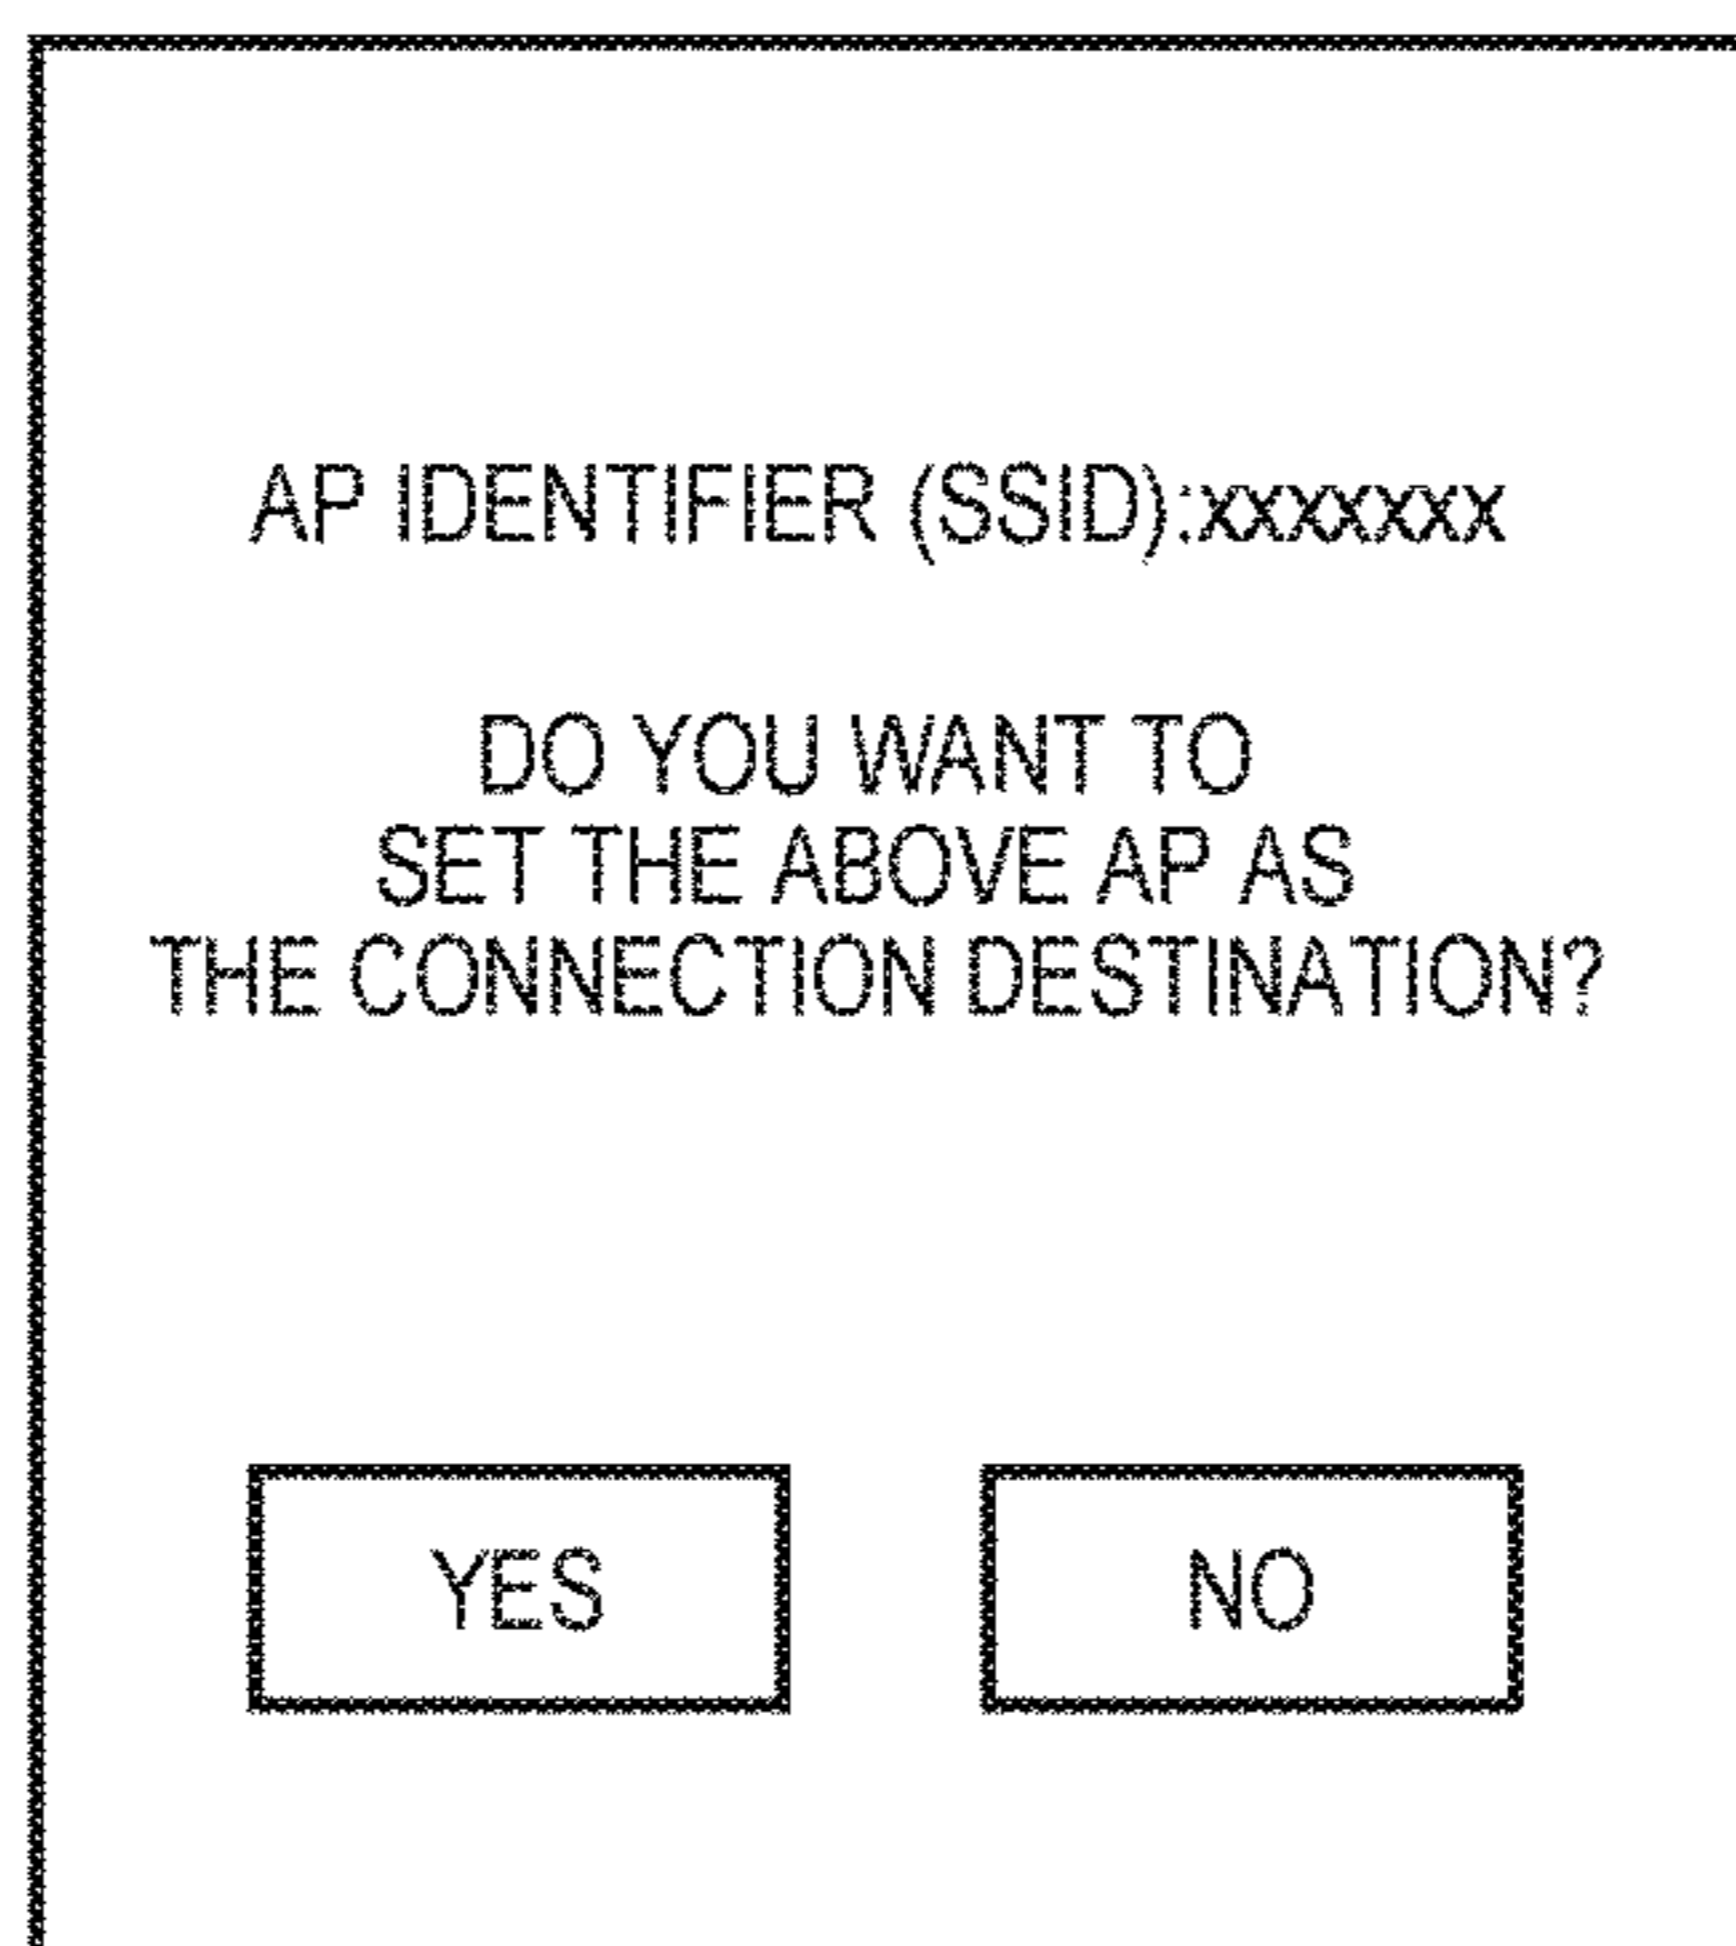 AP IDENTIFIER (SSID):xxxxxxx
DO YOU WANT TO
SET THE ABOVE AP AS
THE CONNECTION DESTINATION?
YES
NO